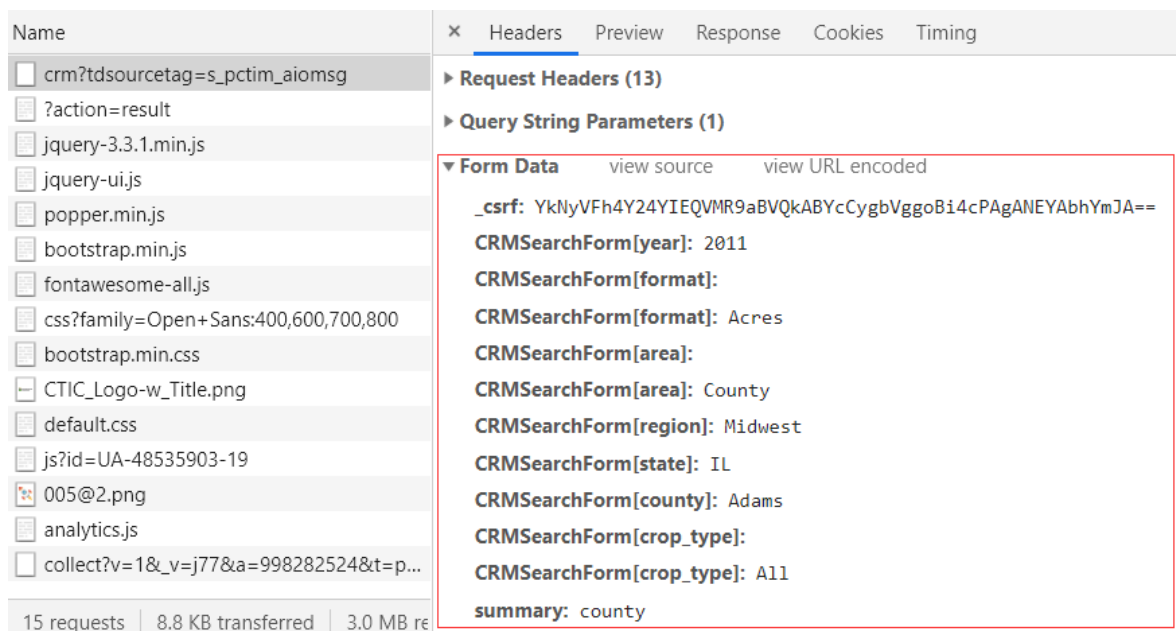 Name
crm?tdsourcetag=s_pctim_aiomsg
?action=result
jquery-3.3.1.min.js
jquery-ui.js
popper.min.js
bootstrap.min.js
fontawesome-all.js
css?family=Open+Sans:400,600,700,800
bootstrap.min.css
CTIC_Logo-w_Title.png
default.css
js?id=UA-48535903-19
005@2.png
analytics.js
collect?v=1&_v=j77&a=998282524&t=p...
15 requests 8.8 KB transferred 3.0 MB re
× Headers Preview Response Cookies Timing
Request Headers (13)
Query String Parameters (1)
Form Data view source view URL encoded
_csrf: YkNyVFh4Y24YIEQVMR9aBVQkABYcCygbVggoBi4cPAgANEYAbhYmJA==
CRMSearchForm[year]: 2011
CRMSearchForm[format]:
CRMSearchForm[format]: Acres
CRMSearchForm[area]:
CRMSearchForm[area]: County
CRMSearchForm[region]: Midwest
CRMSearchForm[state]: IL
CRMSearchForm[county]: Adams
CRMSearchForm[crop_type]:
CRMSearchForm[crop_type]: All
summary: county